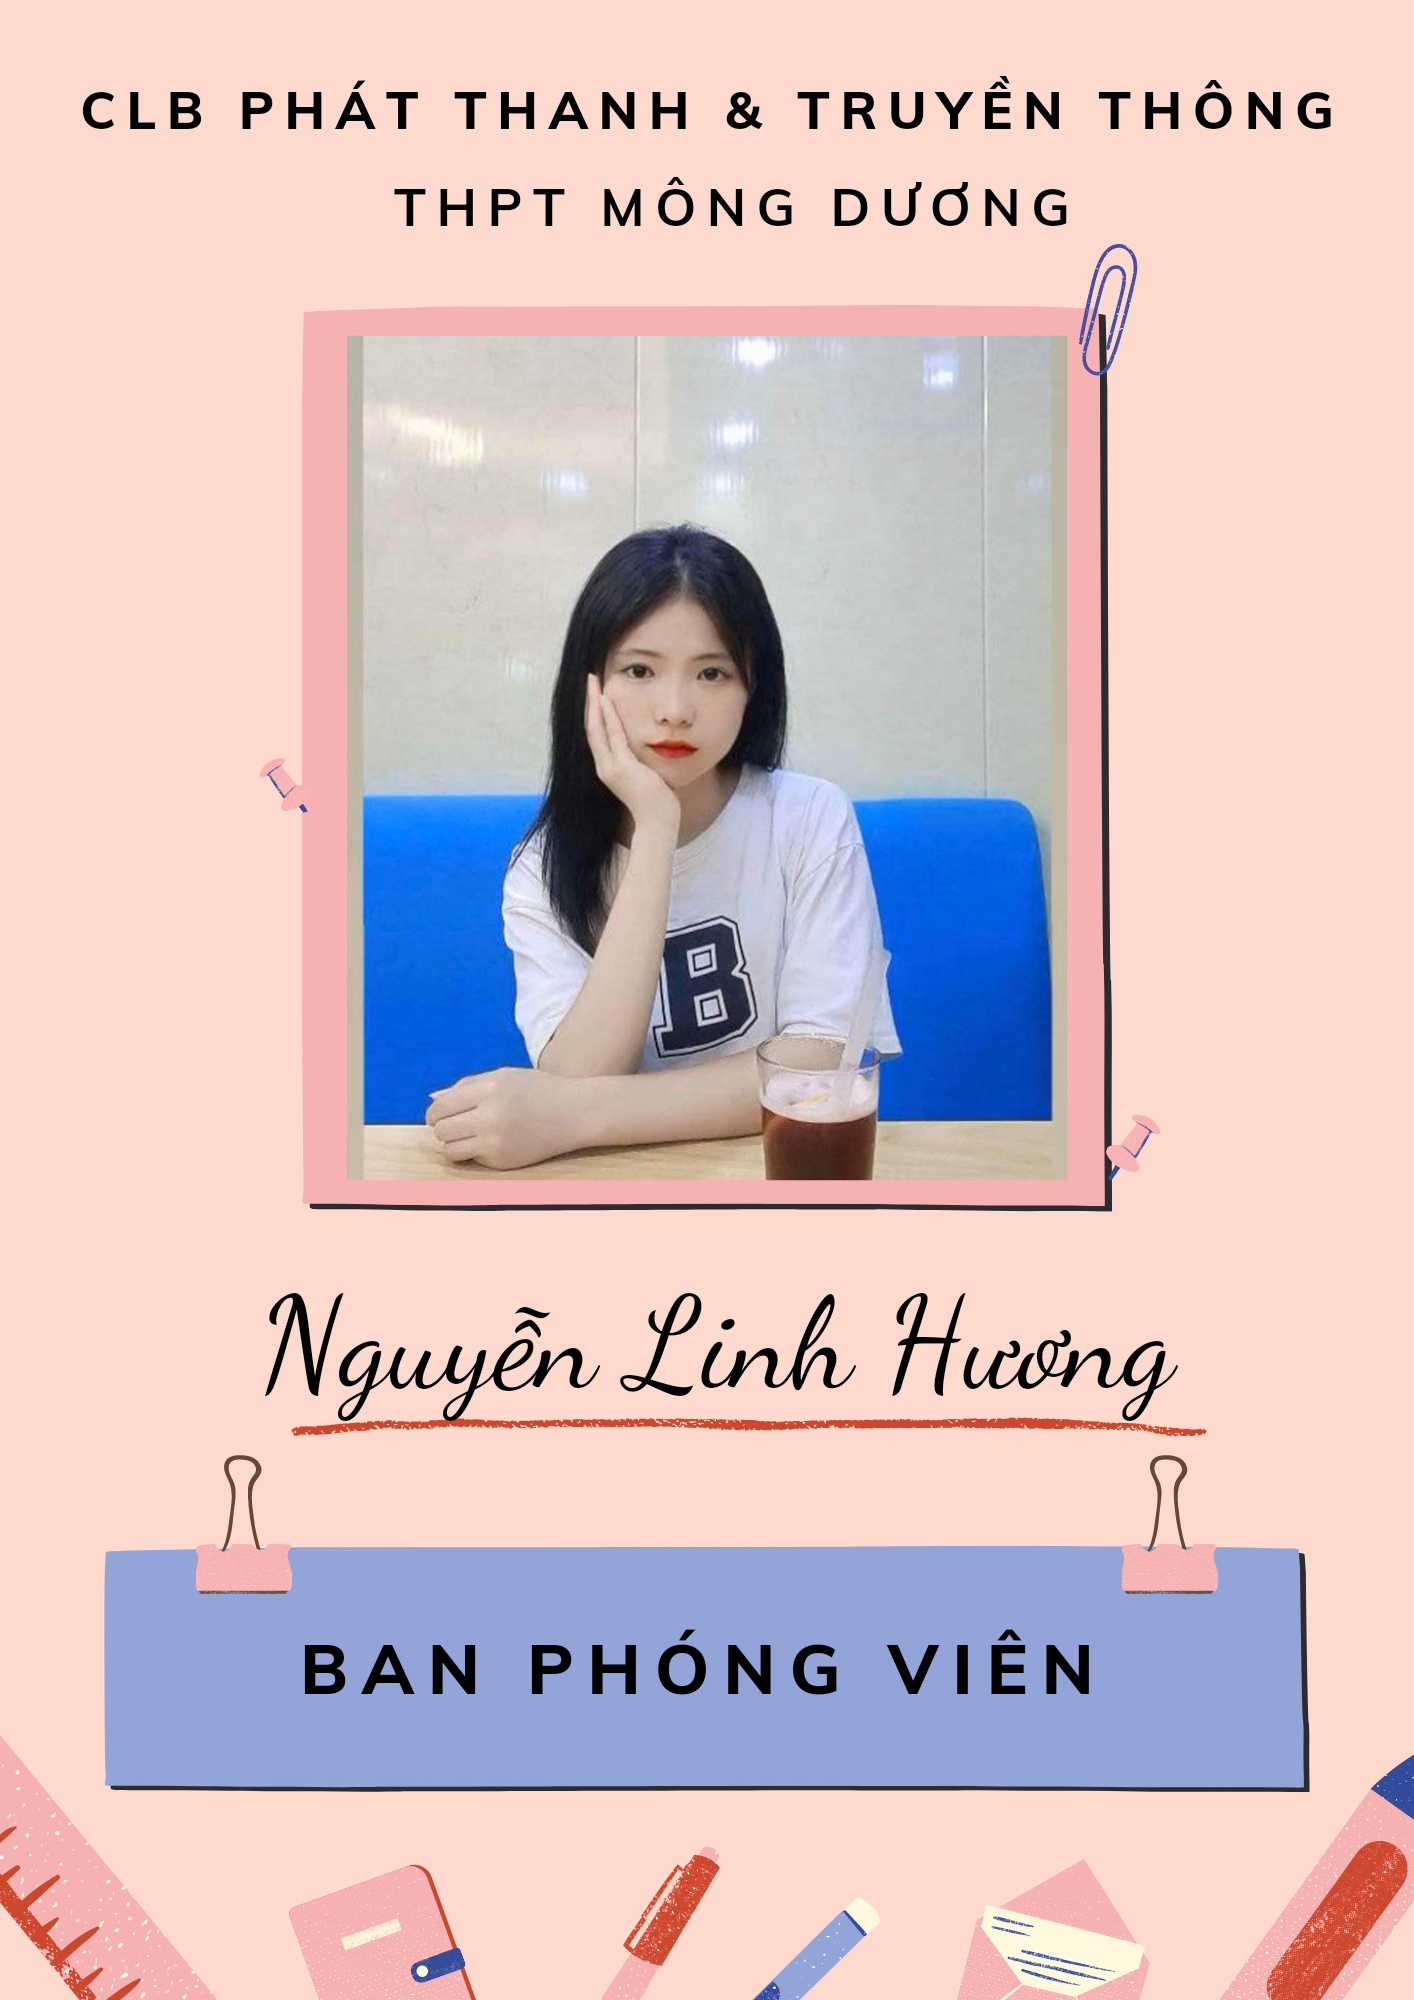 CLB PHÁT THANH & TRUYỀN THÔNG
THPT MÔNG DƯƠNG
B
Nguyễn Linh Hương
BAN PHÓNG VIÊN